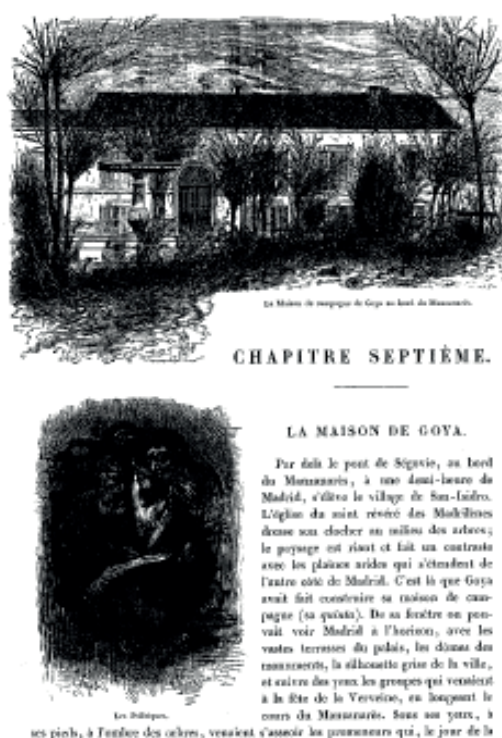 La Maison de campagne de Goya au bord du Manzanarès.
CHAPITRE SEPTIÈME.
LA MAISON DE GOYA.
Par delà le pont de Ségovie, au bord
du Manzanarès, à une demi-heure de
Madrid, s'élève le village de San-Isidro.
L'église du saint révéré des Madrilènes
dresse son clocher au milieu des arbres;
le paysage est riant et fait un contraste
avec les plaines arides qui s'étendent de
l'autre côté de Madrid. C'est là que Goya
avait fait construire sa maison de cam-
pagne (sa quinta). De sa fenêtre on pou-
vait voir Madrid à l'horizon, avec les
vastes terrasses du palais, les dômes des
monuments, la silhouette grise de la ville,
et suivre des yeux les groupes qui venaient
à la fête de la Verveine, en longeant le
cours du Manzanarès. Sous ses yeux, à
ses pieds, à l'ombre des arbres, venaient s'asseoir les promeneurs qui, le jour de la
Les Politiques.